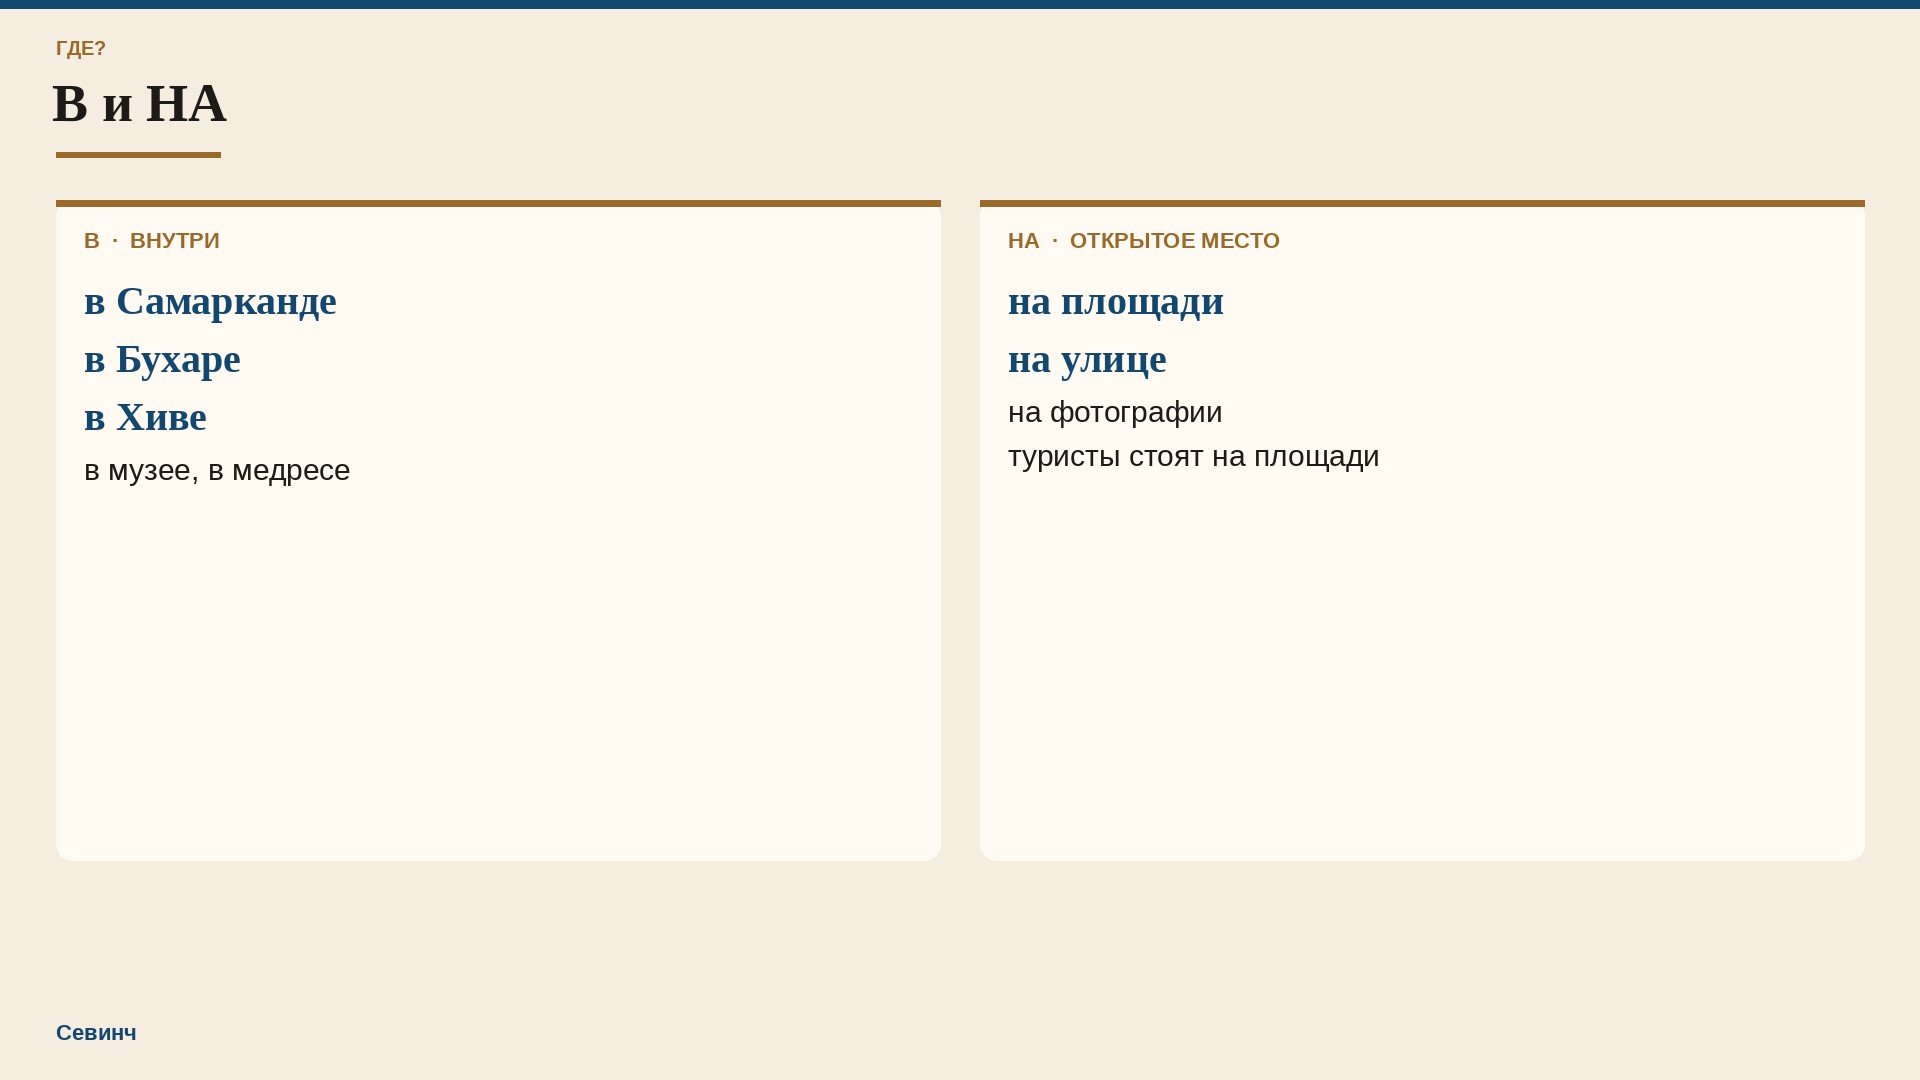 ГДЕ?
В и НА
В · ВНУТРИ
в Самарканде
в Бухаре
в Хиве
в музее, в медресе
НА · ОТКРЫТОЕ МЕСТО
на площади
на улице
на фотографии
туристы стоят на площади
Севинч